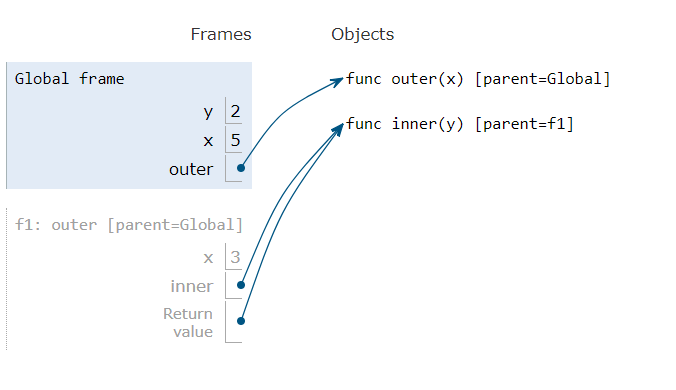 Frames Objects
Global frame
func outer(x) [parent=Global]
y 2
func inner(y) [parent=f1]
x 5
outer
f1: outer [parent=Global]
x 3
inner
Return
value